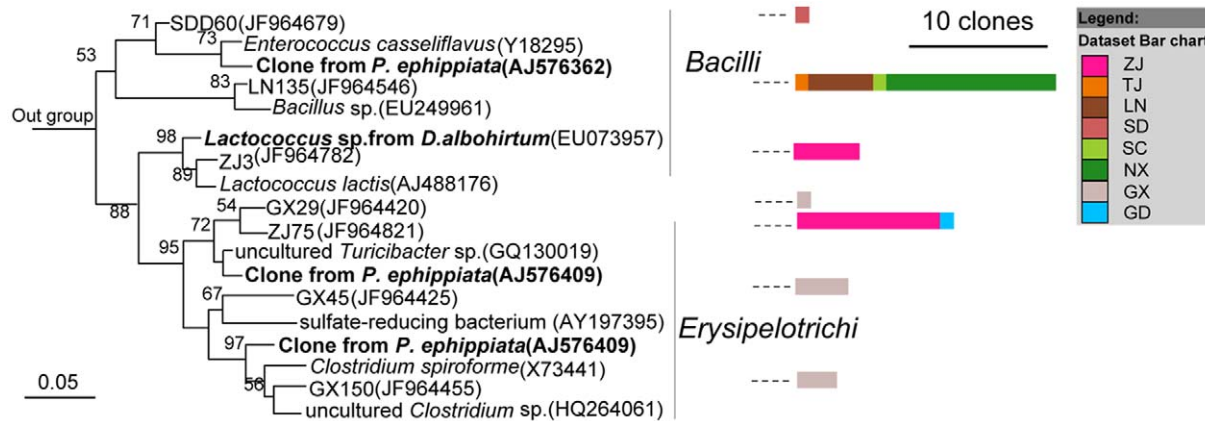 71
SDD60(JF964679)
53
73
Enterococcus casseliflavus(Y18295)
Clone from P. ephippiata(AJ576362)
83
LN135(JF964546)
Bacillus sp.(EU249961)
Out group
98
Lactococcus sp.from D.albohirtum(EU073957)
ZJ3(JF964782)
89
Lactococcus lactis(AJ488176)
88
54
GX29(JF964420)
72
ZJ75(JF964821)
95
uncultured Turicibacter sp.(GQ130019)
Clone from P. ephippiata(AJ576409)
67
GX45(JF964425)
sulfate-reducing bacterium (AY197395)
97
Clone from P. ephippiata(AJ576409)
Clostridium spiroforme(X73441)
56
GX150(JF964455)
uncultured Clostridium sp.(HQ264061)
0.05
Bacilli
Erysipelotrichi
10 clones
Legend:
Dataset Bar chart
ZJ
TJ
LN
SD
SC
NX
GX
GD